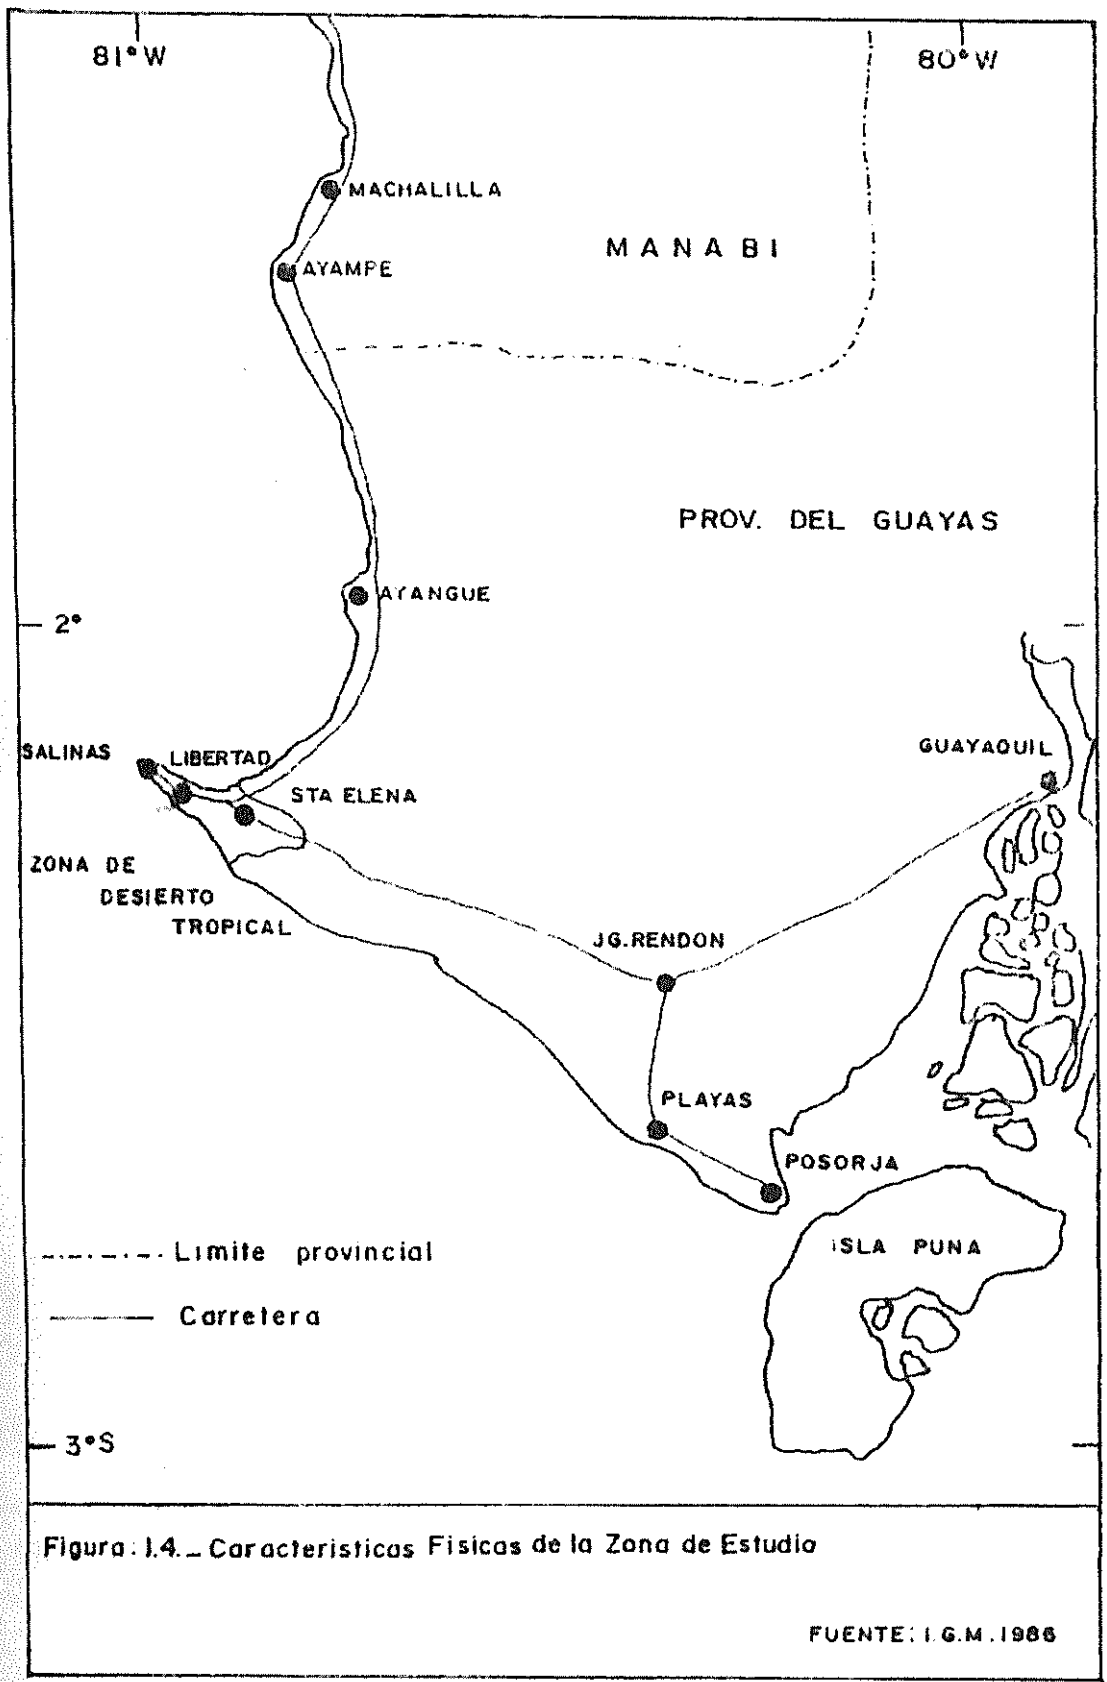 81°W
80°W
MACHALILLA
MANABI
AYAMPE
PROV. DEL GUAYAS
AYANGUE
2°
SALINAS
LIBERTAD
GUAYAQUIL
STA ELENA
ZONA DE
DESIERTO
TROPICAL
JG.RENDON
PLAYAS
POSORJA
ISLA PUNA
Limite provincial
Carretera
3°S
Figura: 1.4._ Caracteristicas Fisicas de la Zona de Estudio
FUENTE: I.G.M. 1986